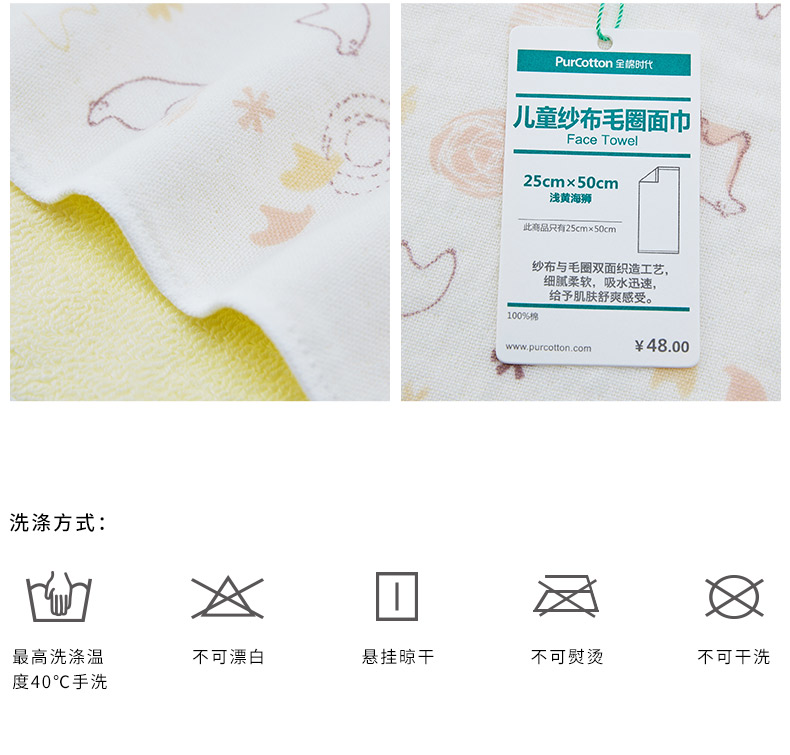 PurCotton 全棉时代
儿童纱布毛圈面巾
Face Towel
25cm×50cm
浅黄海狮
此商品只有25cm×50cm
纱布与毛圈双面织造工艺，
细腻柔软，吸水迅速，
给予肌肤舒爽感受。
100%棉
www.purcotton.com
￥48.00
洗涤方式：
最高洗涤温
度40℃手洗
不可漂白
悬挂晾干
不可熨烫
不可干洗